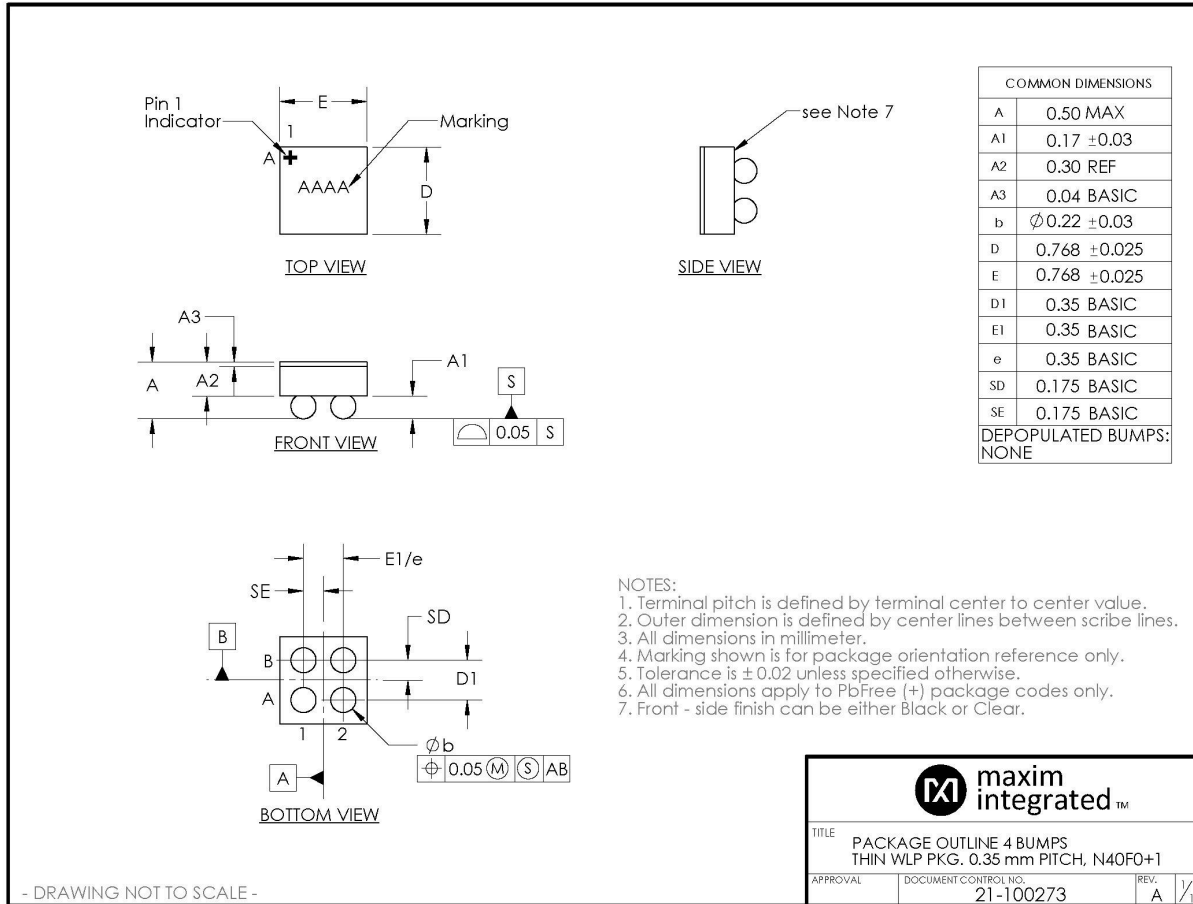 Pin 1
Indicator
1
E
Marking
A
AAAA
D
TOP VIEW
see Note 7
SIDE VIEW
COMMON DIMENSIONS
A 0.50 MAX
A1 0.17 ±0.03
A2 0.30 REF
A3 0.04 BASIC
b ∅0.22 ±0.03
D 0.768 ±0.025
E 0.768 ±0.025
D1 0.35 BASIC
E1 0.35 BASIC
e 0.35 BASIC
SD 0.175 BASIC
SE 0.175 BASIC
DEPOPULATED BUMPS:
NONE
A3
A
A2
A1
S
⌓ 0.05 S
FRONT VIEW
E1/e
SE
SD
B
B
D1
A
1 2
∅b
⌖ 0.05 Ⓜ Ⓢ AB
A
BOTTOM VIEW
NOTES:
1. Terminal pitch is defined by terminal center to center value.
2. Outer dimension is defined by center lines between scribe lines.
3. All dimensions in millimeter.
4. Marking shown is for package orientation reference only.
5. Tolerance is ± 0.02 unless specified otherwise.
6. All dimensions apply to PbFree (+) package codes only.
7. Front - side finish can be either Black or Clear.
maxim
integrated ™
TITLE
PACKAGE OUTLINE 4 BUMPS
THIN WLP PKG. 0.35 mm PITCH, N40F0+1
APPROVAL
DOCUMENT CONTROL NO.
21-100273
REV.
A
1/1
- DRAWING NOT TO SCALE -